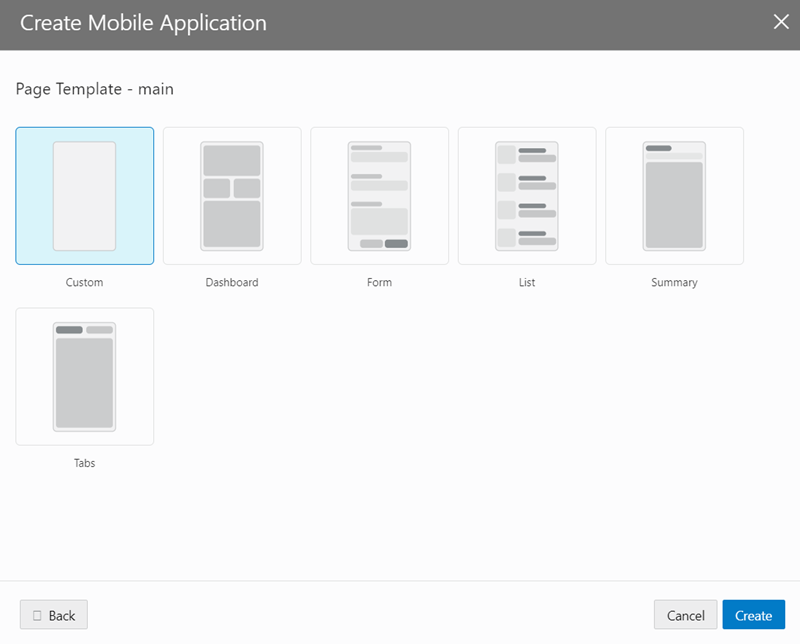 Create Mobile Application
Page Template - main
Custom
Dashboard
Form
List
Summary
Tabs
Back
Cancel
Create